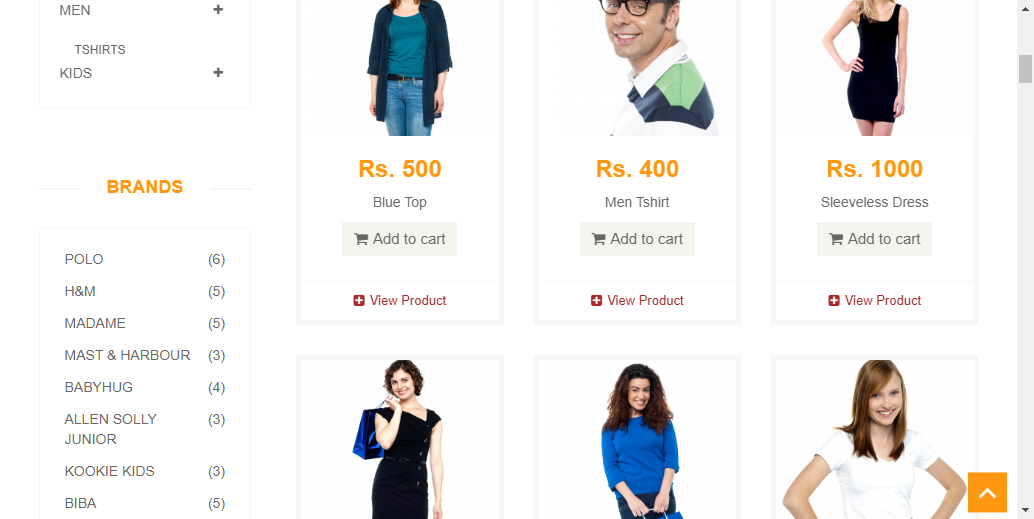 MEN
TSHIRTS
KIDS
BRANDS
POLO (6)
H&M (5)
MADAME (5)
MAST & HARBOUR (3)
BABYHUG (4)
ALLEN SOLLY (3)
JUNIOR
KOOKIE KIDS (3)
BIBA (5)
Rs. 500
Blue Top
Add to cart
View Product
Rs. 400
Men Tshirt
Add to cart
View Product
Rs. 1000
Sleeveless Dress
Add to cart
View Product